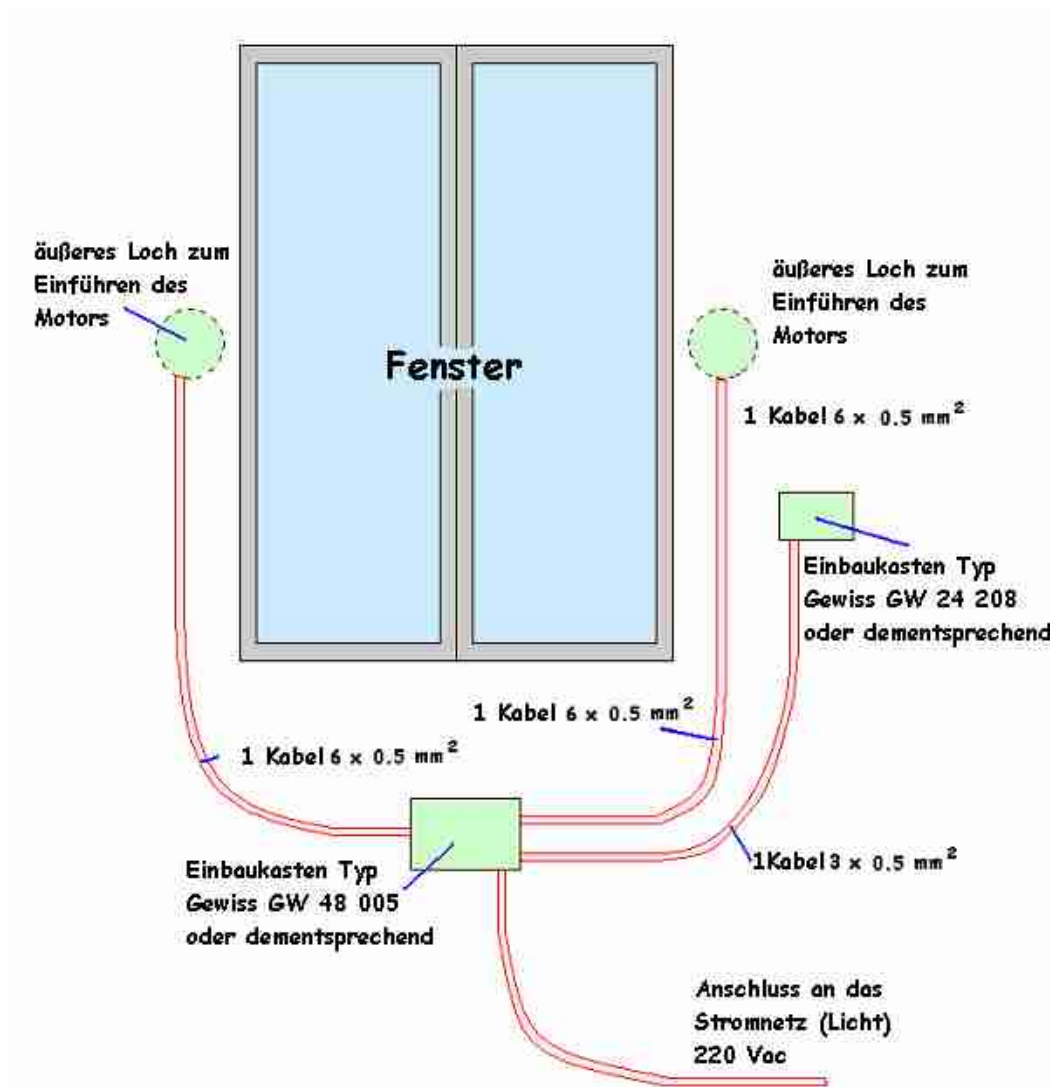 äußeres Loch zum
Einführen des
Motors
äußeres Loch zum
Einführen des
Motors
Fenster
1 Kabel 6 x 0.5 mm²
Einbaukasten Typ
Gewiss GW 24 208
oder dementsprechend
1 Kabel 6 x 0.5 mm²
1 Kabel 6 x 0.5 mm²
1Kabel 3 x 0.5 mm²
Einbaukasten Typ
Gewiss GW 48 005
oder dementsprechend
Anschluss an das
Stromnetz (Licht)
220 Vac